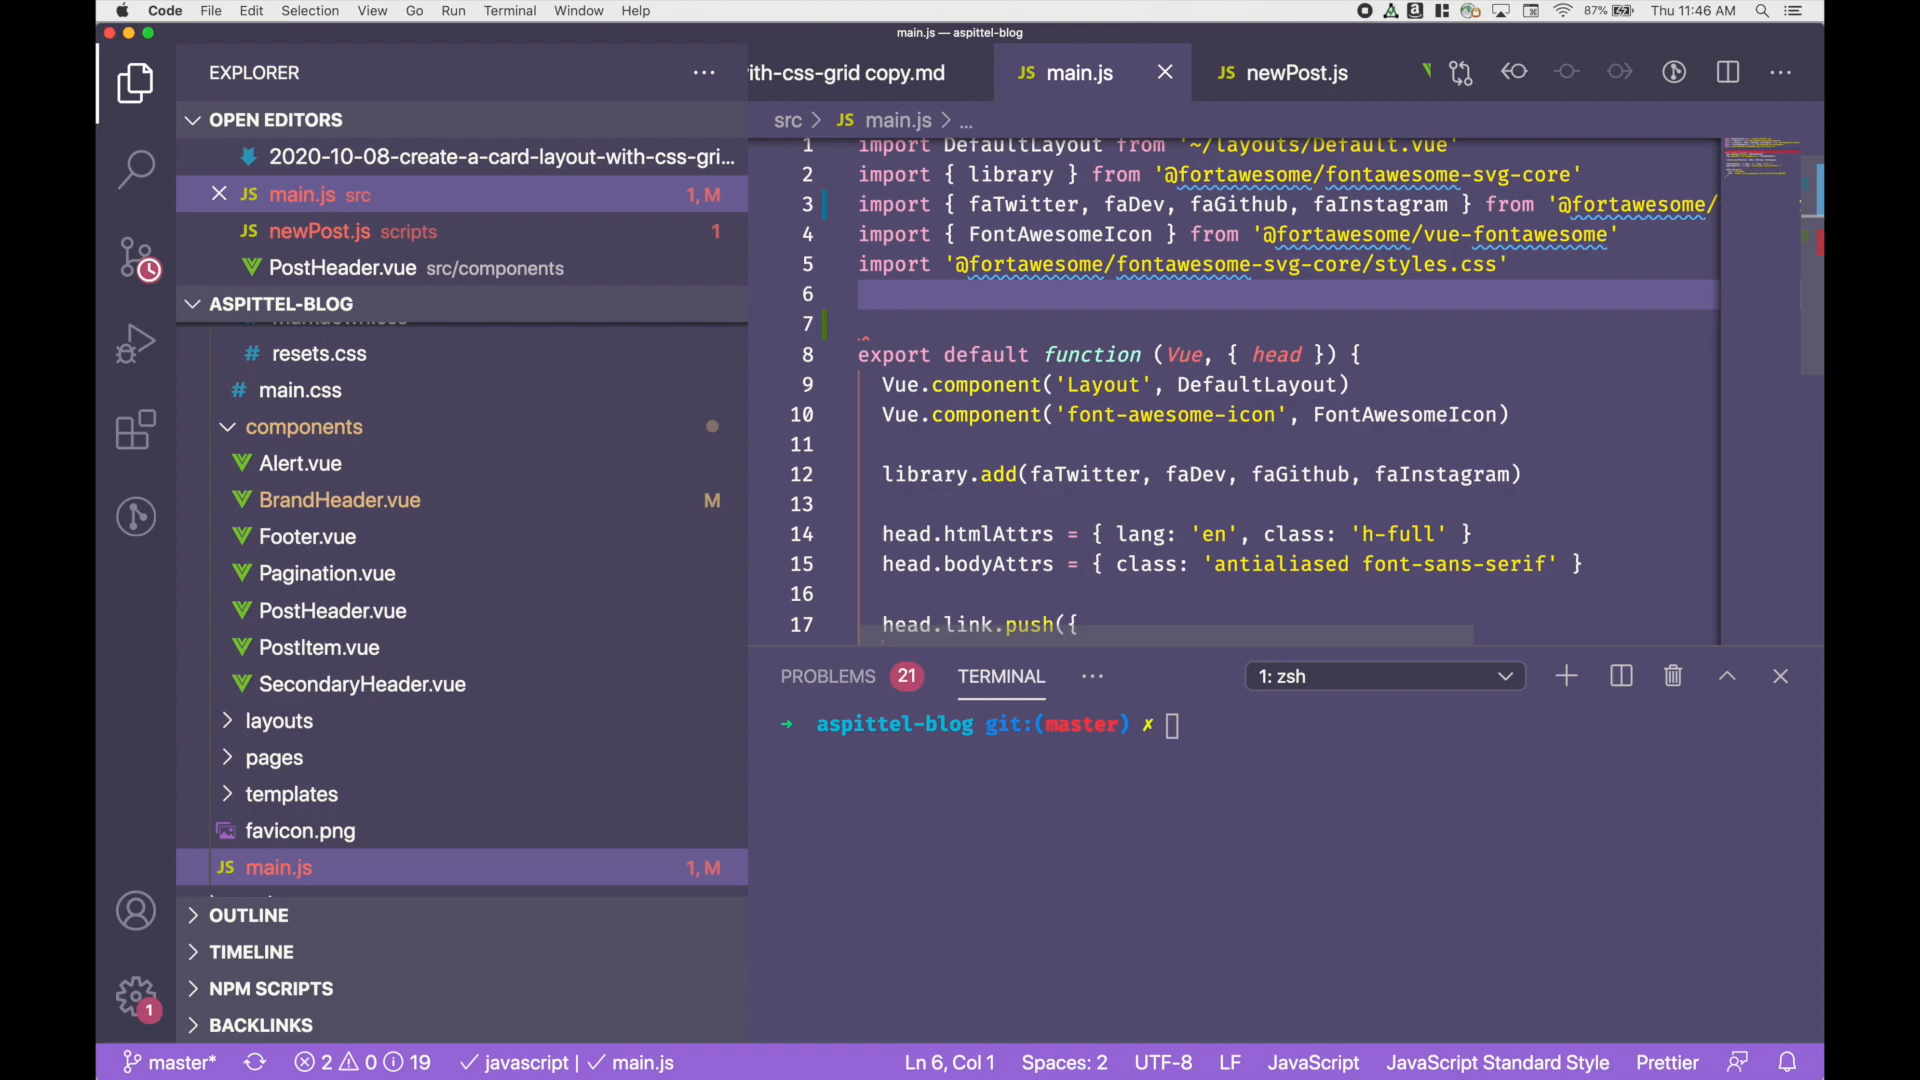 Code File Edit Selection View Go Run Terminal Window Help 87% Thu 11:46 AM
main.js — aspittel-blog
EXPLORER
ith-css-grid copy.md JS main.js JS newPost.js
OPEN EDITORS
2020-10-08-create-a-card-layout-with-css-gri...
JS main.js src 1, M
JS newPost.js scripts 1
PostHeader.vue src/components
ASPITTEL-BLOG
markdown.css
# resets.css
# main.css
components
Alert.vue
BrandHeader.vue M
Footer.vue
Pagination.vue
PostHeader.vue
PostItem.vue
SecondaryHeader.vue
layouts
pages
templates
favicon.png
JS main.js 1, M
OUTLINE
TIMELINE
NPM SCRIPTS
BACKLINKS
1
src > JS main.js > ...
1 import DefaultLayout from '~/layouts/Default.vue'
2 import { library } from '@fortawesome/fontawesome-svg-core'
3 import { faTwitter, faDev, faGithub, faInstagram } from '@fortawesome/
4 import { FontAwesomeIcon } from '@fortawesome/vue-fontawesome'
5 import '@fortawesome/fontawesome-svg-core/styles.css'
6
7
8 export default function (Vue, { head }) {
9 Vue.component('Layout', DefaultLayout)
10 Vue.component('font-awesome-icon', FontAwesomeIcon)
11
12 library.add(faTwitter, faDev, faGithub, faInstagram)
13
14 head.htmlAttrs = { lang: 'en', class: 'h-full' }
15 head.bodyAttrs = { class: 'antialiased font-sans-serif' }
16
17 head.link.push({
PROBLEMS 21 TERMINAL ... 1: zsh
→ aspittel-blog git:(master) ✗
master* 2 0 19 ✓ javascript | ✓ main.js Ln 6, Col 1 Spaces: 2 UTF-8 LF JavaScript JavaScript Standard Style Prettier